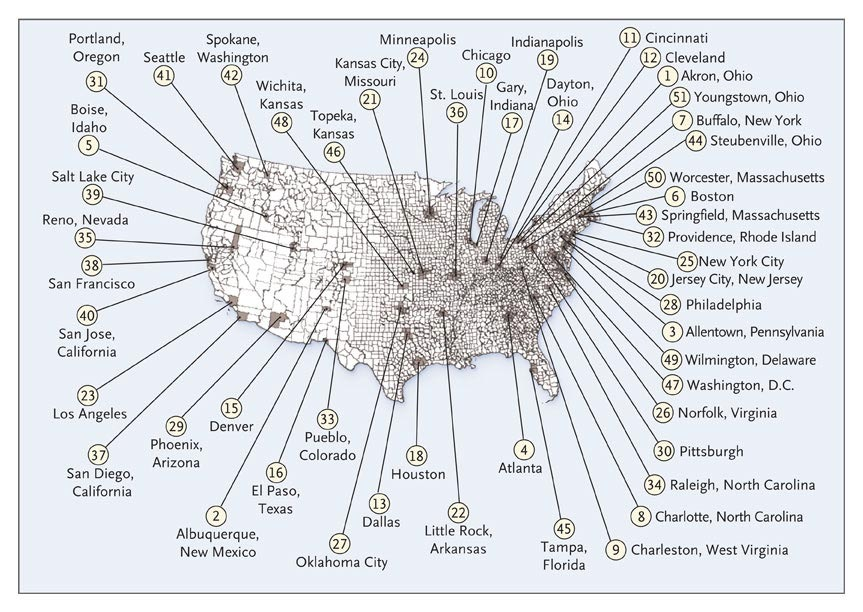 Portland,
Oregon
31
Seattle
41
Spokane,
Washington
42
Minneapolis
24
Kansas City,
Missouri
21
Chicago
10
Indianapolis
19
Wichita,
Kansas
48
Topeka,
Kansas
46
St. Louis
36
Gary,
Indiana
17
Dayton,
Ohio
14
11 Cincinnati
12 Cleveland
1 Akron, Ohio
51 Youngstown, Ohio
7 Buffalo, New York
44 Steubenville, Ohio
50 Worcester, Massachusetts
6 Boston
43 Springfield, Massachusetts
32 Providence, Rhode Island
25 New York City
20 Jersey City, New Jersey
28 Philadelphia
3 Allentown, Pennsylvania
49 Wilmington, Delaware
47 Washington, D.C.
26 Norfolk, Virginia
30 Pittsburgh
34 Raleigh, North Carolina
8 Charlotte, North Carolina
9 Charleston, West Virginia
Boise,
Idaho
5
Salt Lake City
39
Reno, Nevada
35
38
San Francisco
40
San Jose,
California
23
Los Angeles
37
San Diego,
California
29
Phoenix,
Arizona
15
Denver
2
Albuquerque,
New Mexico
16
El Paso,
Texas
33
Pueblo,
Colorado
27
Oklahoma City
13
Dallas
18
Houston
22
Little Rock,
Arkansas
4
Atlanta
45
Tampa,
Florida